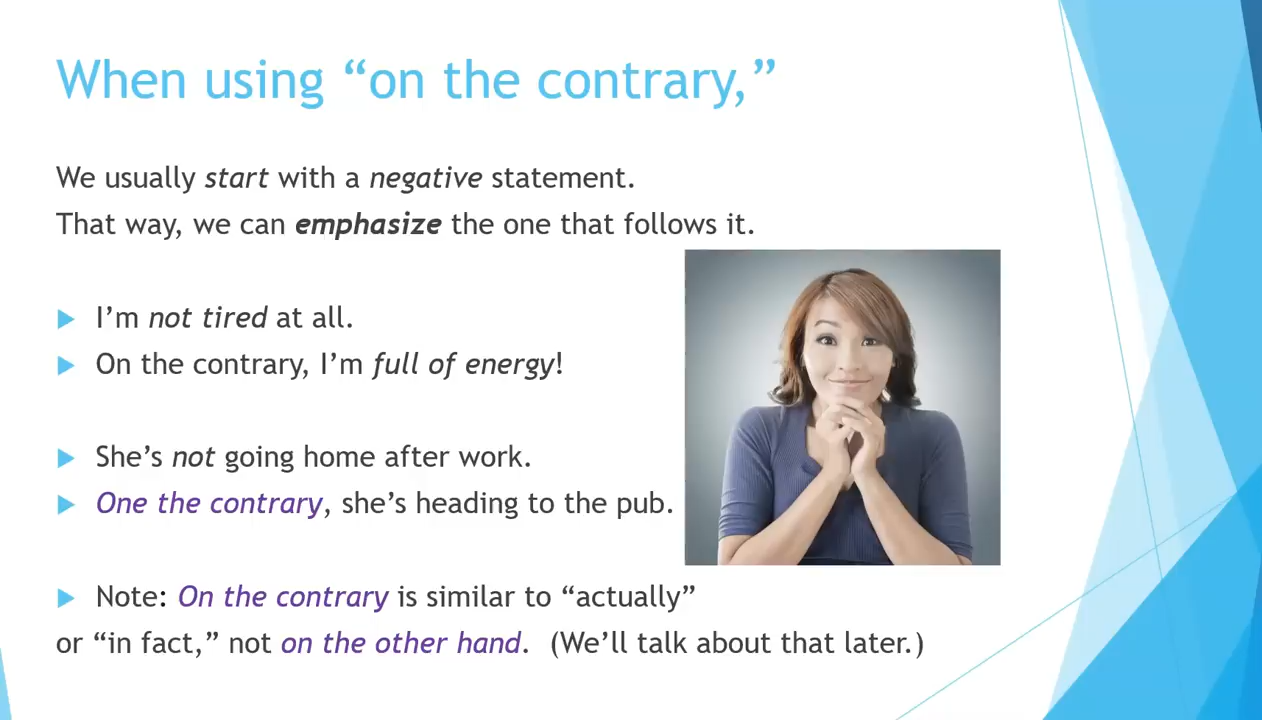 When using “on the contrary,”
We usually start with a negative statement.
That way, we can emphasize the one that follows it.
I’m not tired at all.
On the contrary, I’m full of energy!
She’s not going home after work.
One the contrary, she’s heading to the pub.
Note: On the contrary is similar to “actually”
or “in fact,” not on the other hand. (We’ll talk about that later.)